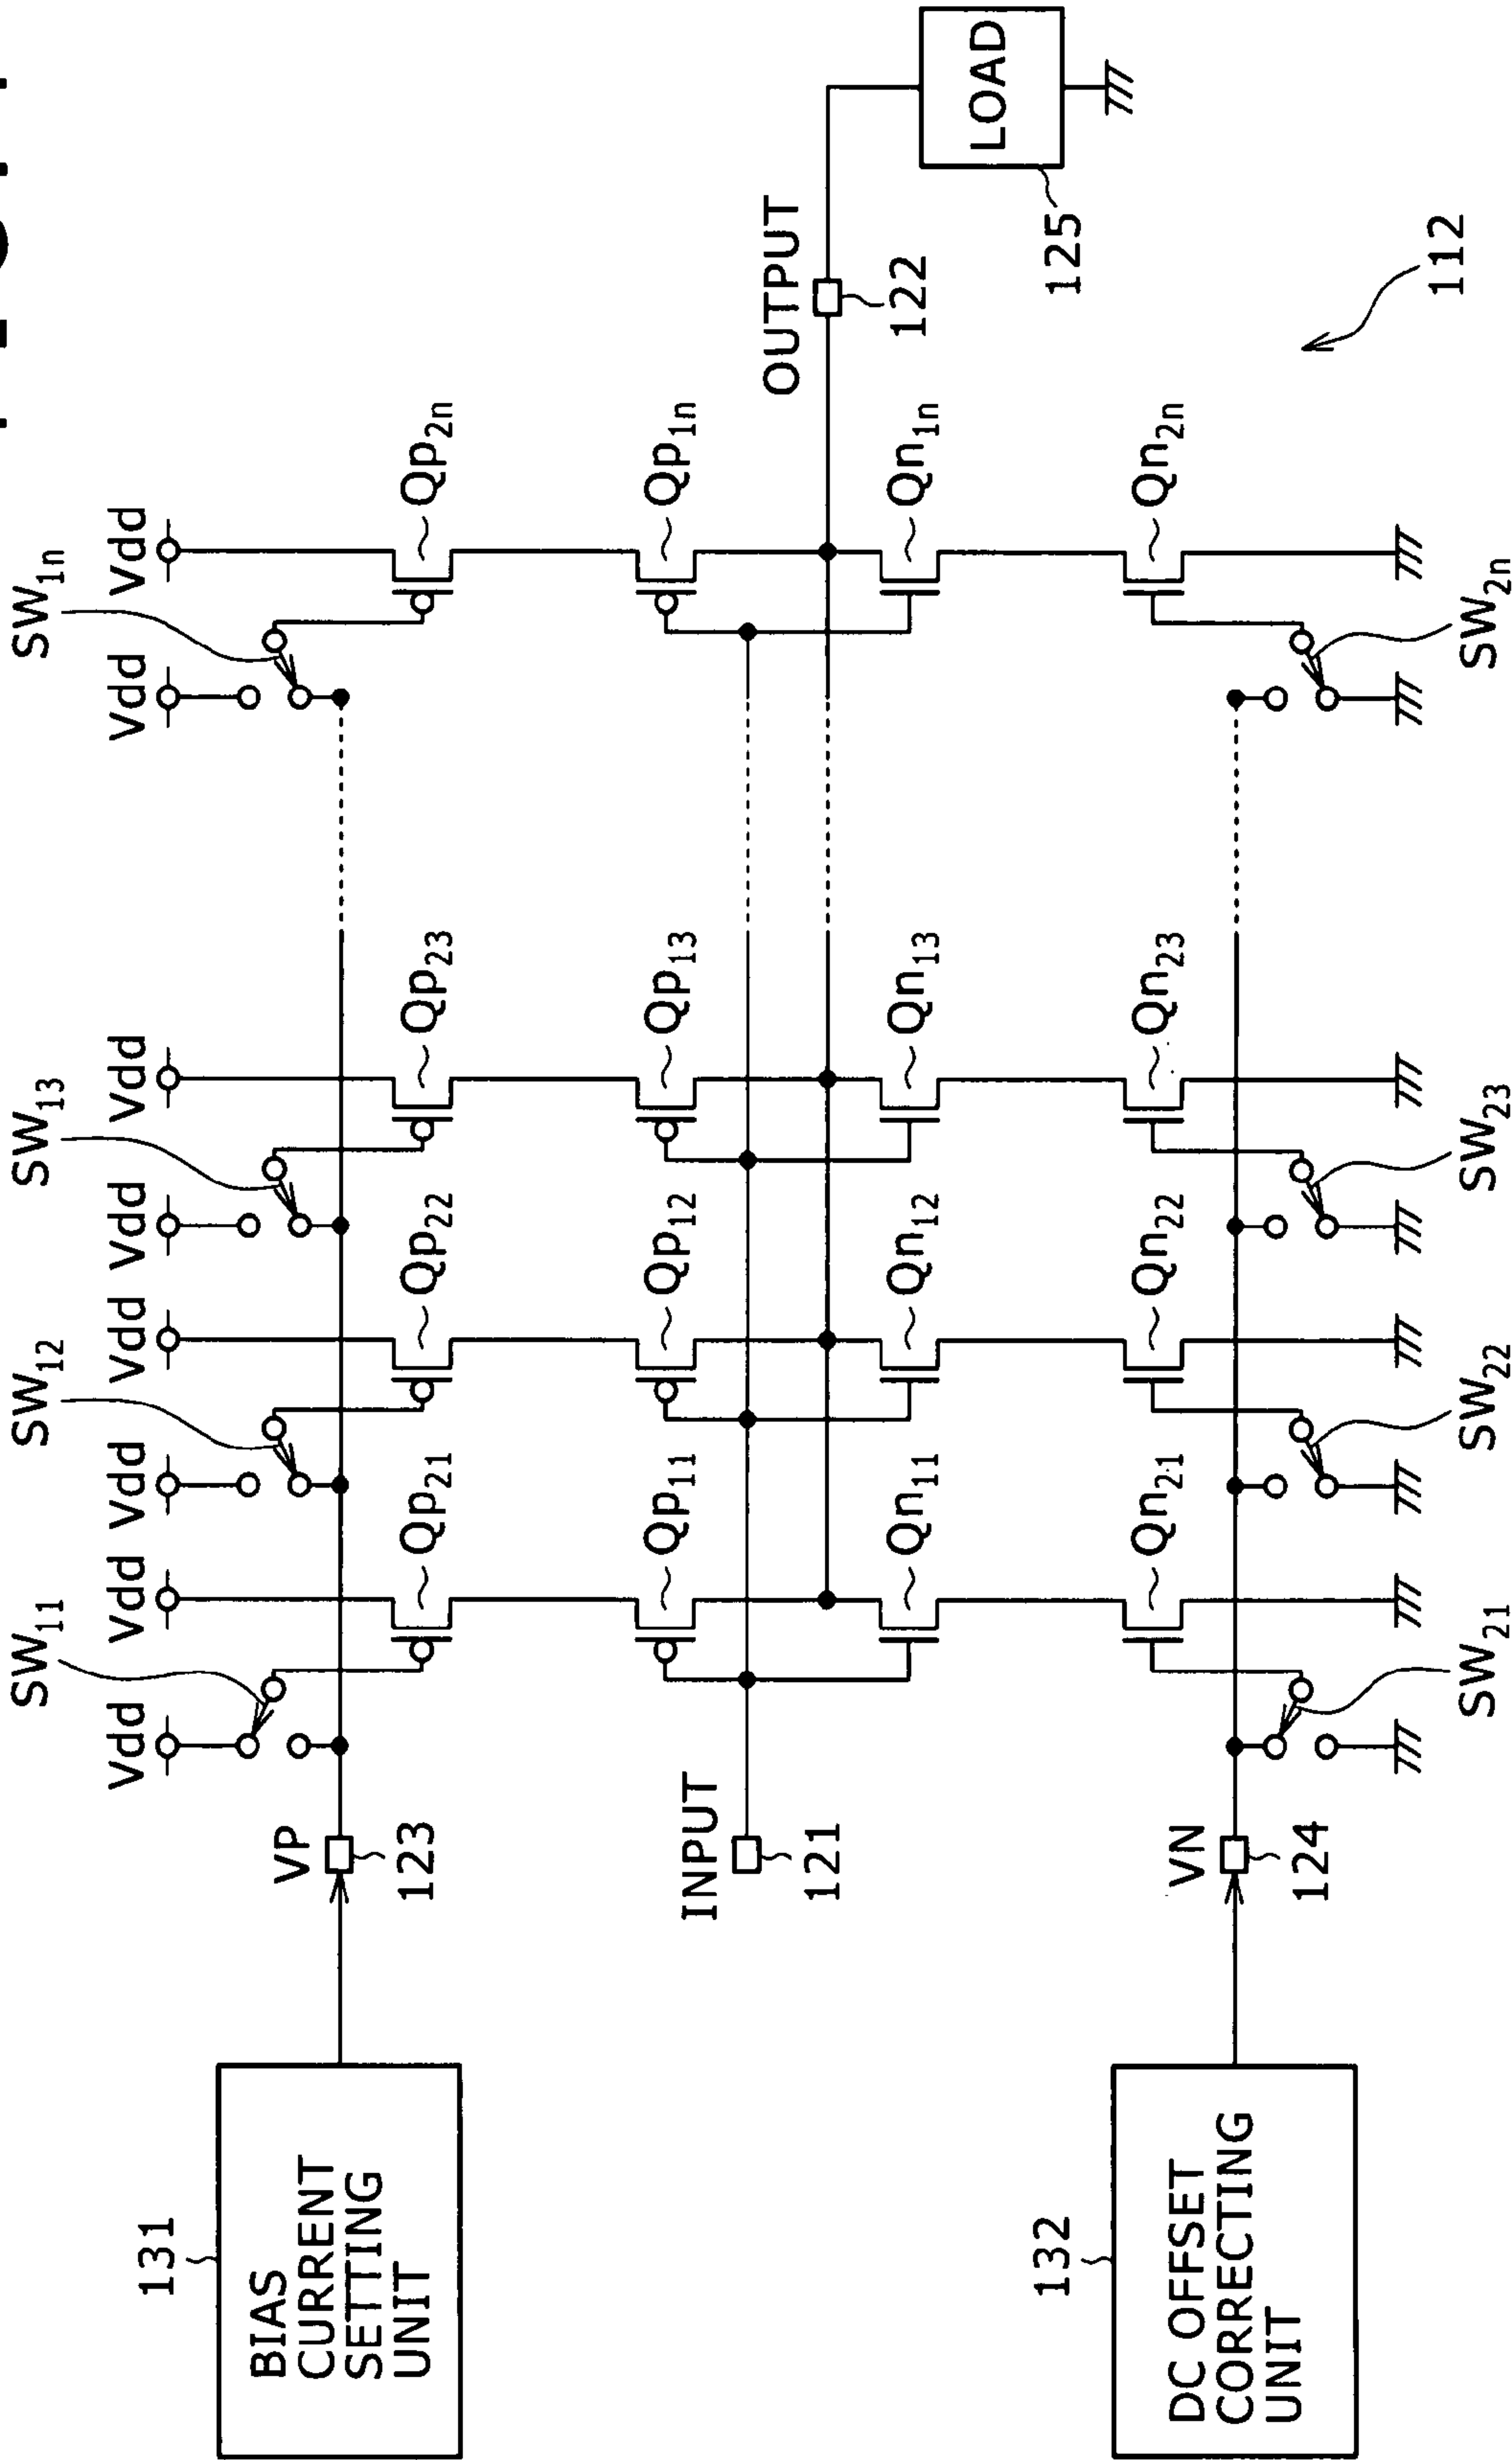 SW11
SW12
SW13
SW1n
Vdd
Vdd
Vdd
Vdd
Vdd
Vdd
Vdd
Vdd
131
BIAS
CURRENT
SETTING
UNIT
VP
123
Qp21
Qp22
Qp23
Qp2n
Qp11
Qp12
Qp13
Qp1n
INPUT
121
OUTPUT
122
LOAD
125
Qn11
Qn12
Qn13
Qn1n
132
DC OFFSET
CORRECTING
UNIT
VN
124
Qn21
Qn22
Qn23
Qn2n
SW21
SW22
SW23
SW2n
112